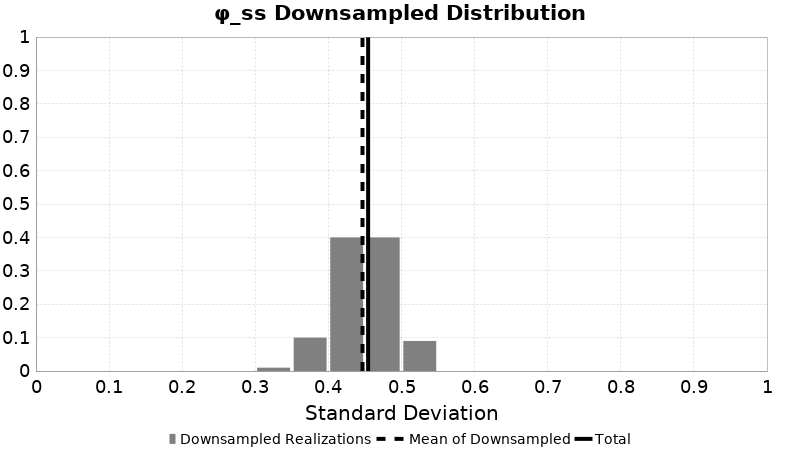 φ_ss Downsampled Distribution
1
0.9
0.8
0.7
0.6
0.5
0.4
0.3
0.2
0.1
0
0 0.1 0.2 0.3 0.4 0.5 0.6 0.7 0.8 0.9 1
Standard Deviation
Downsampled Realizations Mean of Downsampled Total